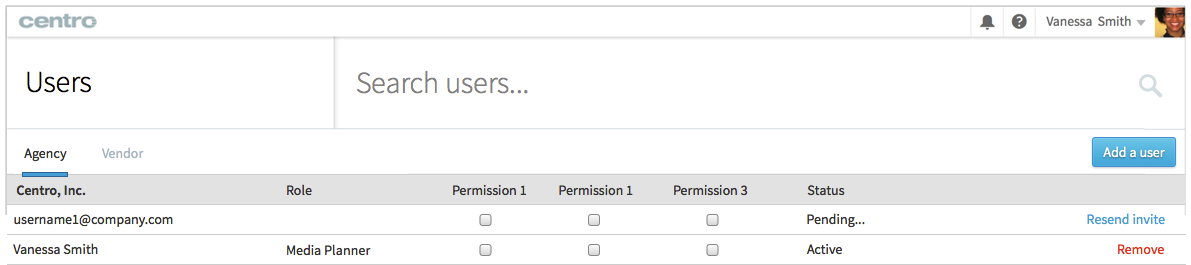 centro
Vanessa Smith
Users
Search users...
Agency Vendor
Add a user
Centro, Inc. Role Permission 1 Permission 1 Permission 3 Status
username1@company.com Pending... Resend invite
Vanessa Smith Media Planner Active Remove